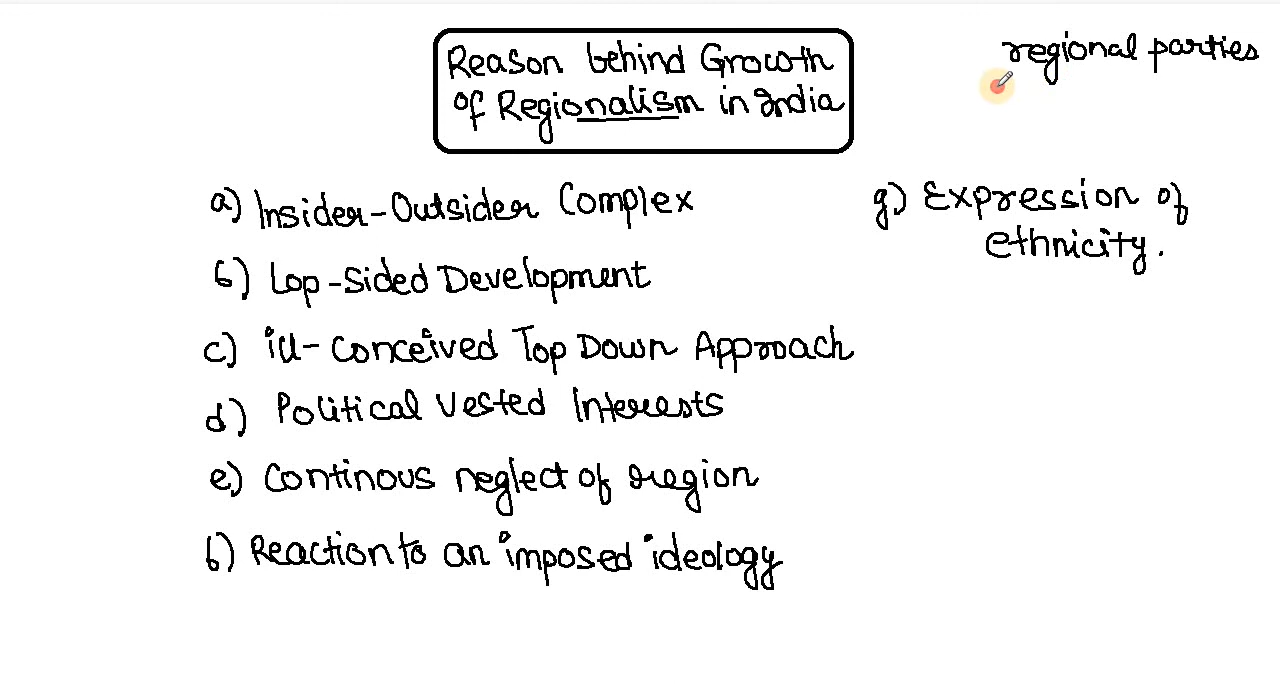 Reason behind Growth
of Regionalism in India
regional parties
a) Insider-Outsider Complex
b) Lop-Sided Development
c) ill-conceived Top Down Approach
d) Political Vested Interests
e) Continous neglect of region
f) Reaction to an imposed ideology
g) Expression of
ethnicity.